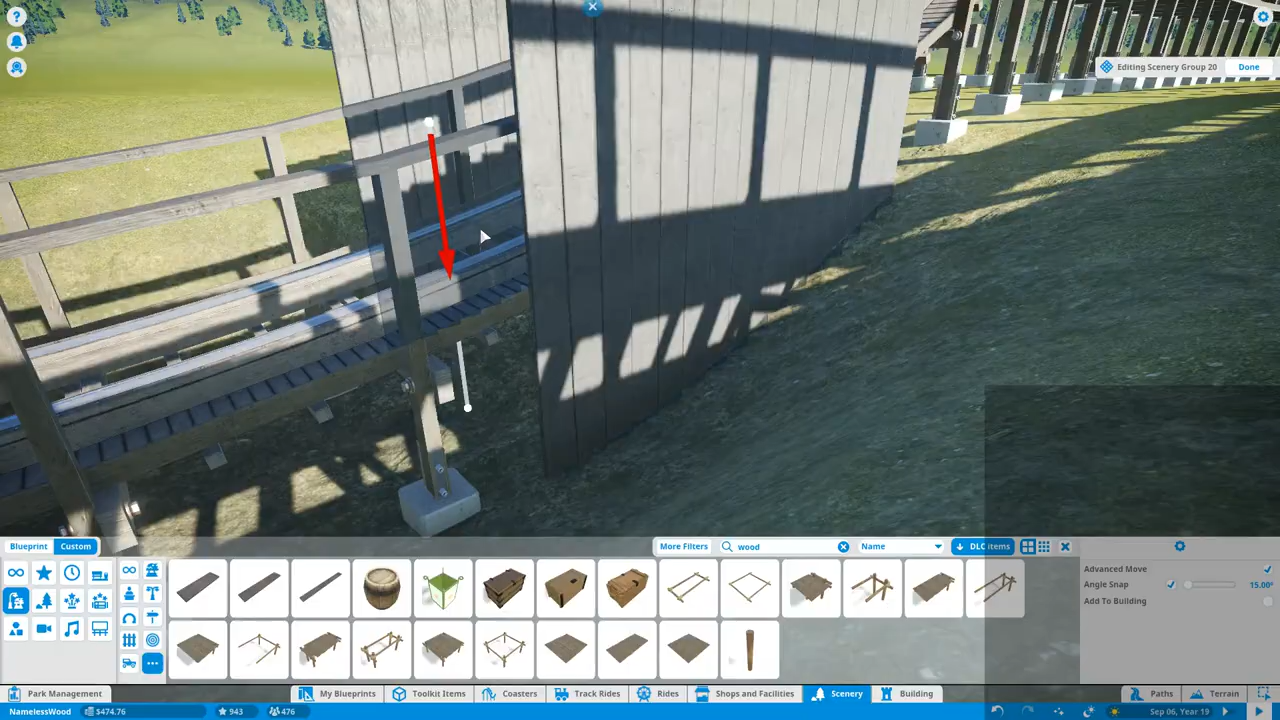 Editing Scenery Group 20 Done
Blueprint Custom More Filters wood Name DLC items
Advanced Move
Angle Snap 15.00°
Add To Building
Park Management My Blueprints Toolkit Items Coasters Track Rides Rides Shops and Facilities Scenery Building Paths Terrain
NamelessWood $474.76 943 476 Sep 06, Year 19